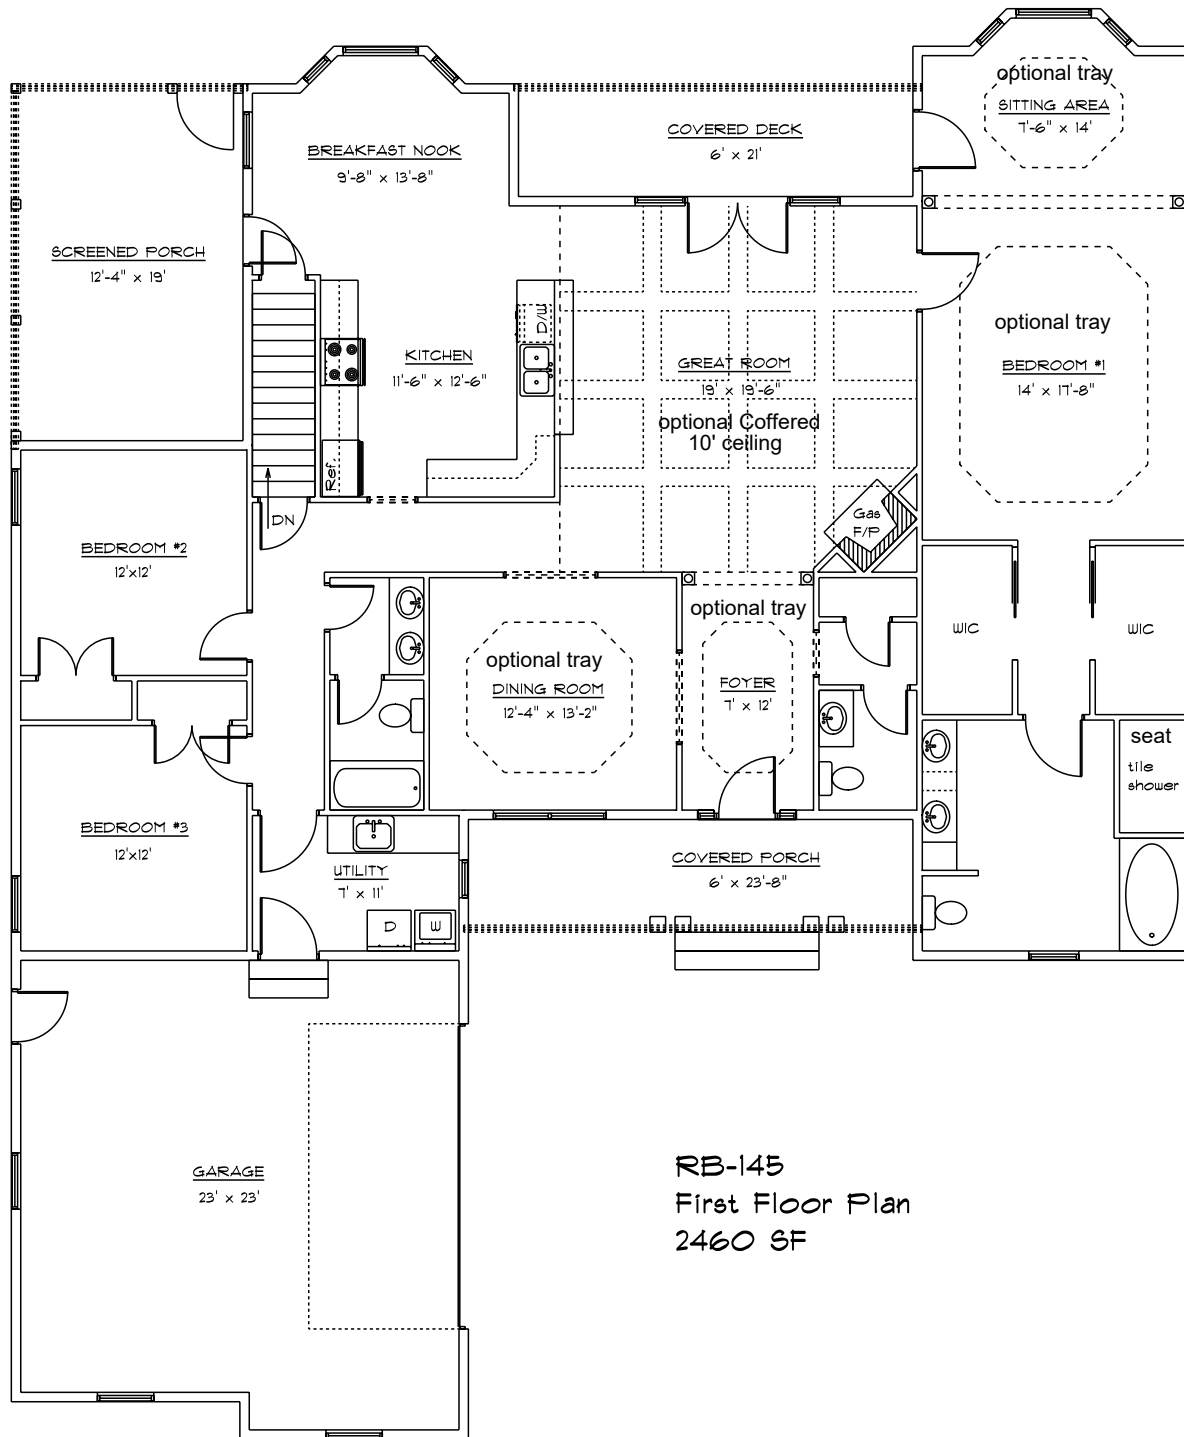 optional tray
SITTING AREA
7'-6" x 14'
COVERED DECK
6' x 21'
BREAKFAST NOOK
9'-8" x 13'-8"
SCREENED PORCH
12'-4" x 19'
D/W
optional tray
BEDROOM #1
14' x 17'-8"
KITCHEN
11'-6" x 12'-6"
GREAT ROOM
19' x 19'-6"
optional Coffered
10' ceiling
Ref.
DN
Gas
F/P
BEDROOM #2
12'x12'
optional tray
WIC
WIC
optional tray
DINING ROOM
12'-4" x 13'-2"
FOYER
7' x 12'
seat
tile
shower
BEDROOM #3
12'x12'
UTILITY
7' x 11'
COVERED PORCH
6' x 23'-8"
D
W
GARAGE
23' x 23'
RB-145
First Floor Plan
2460 SF